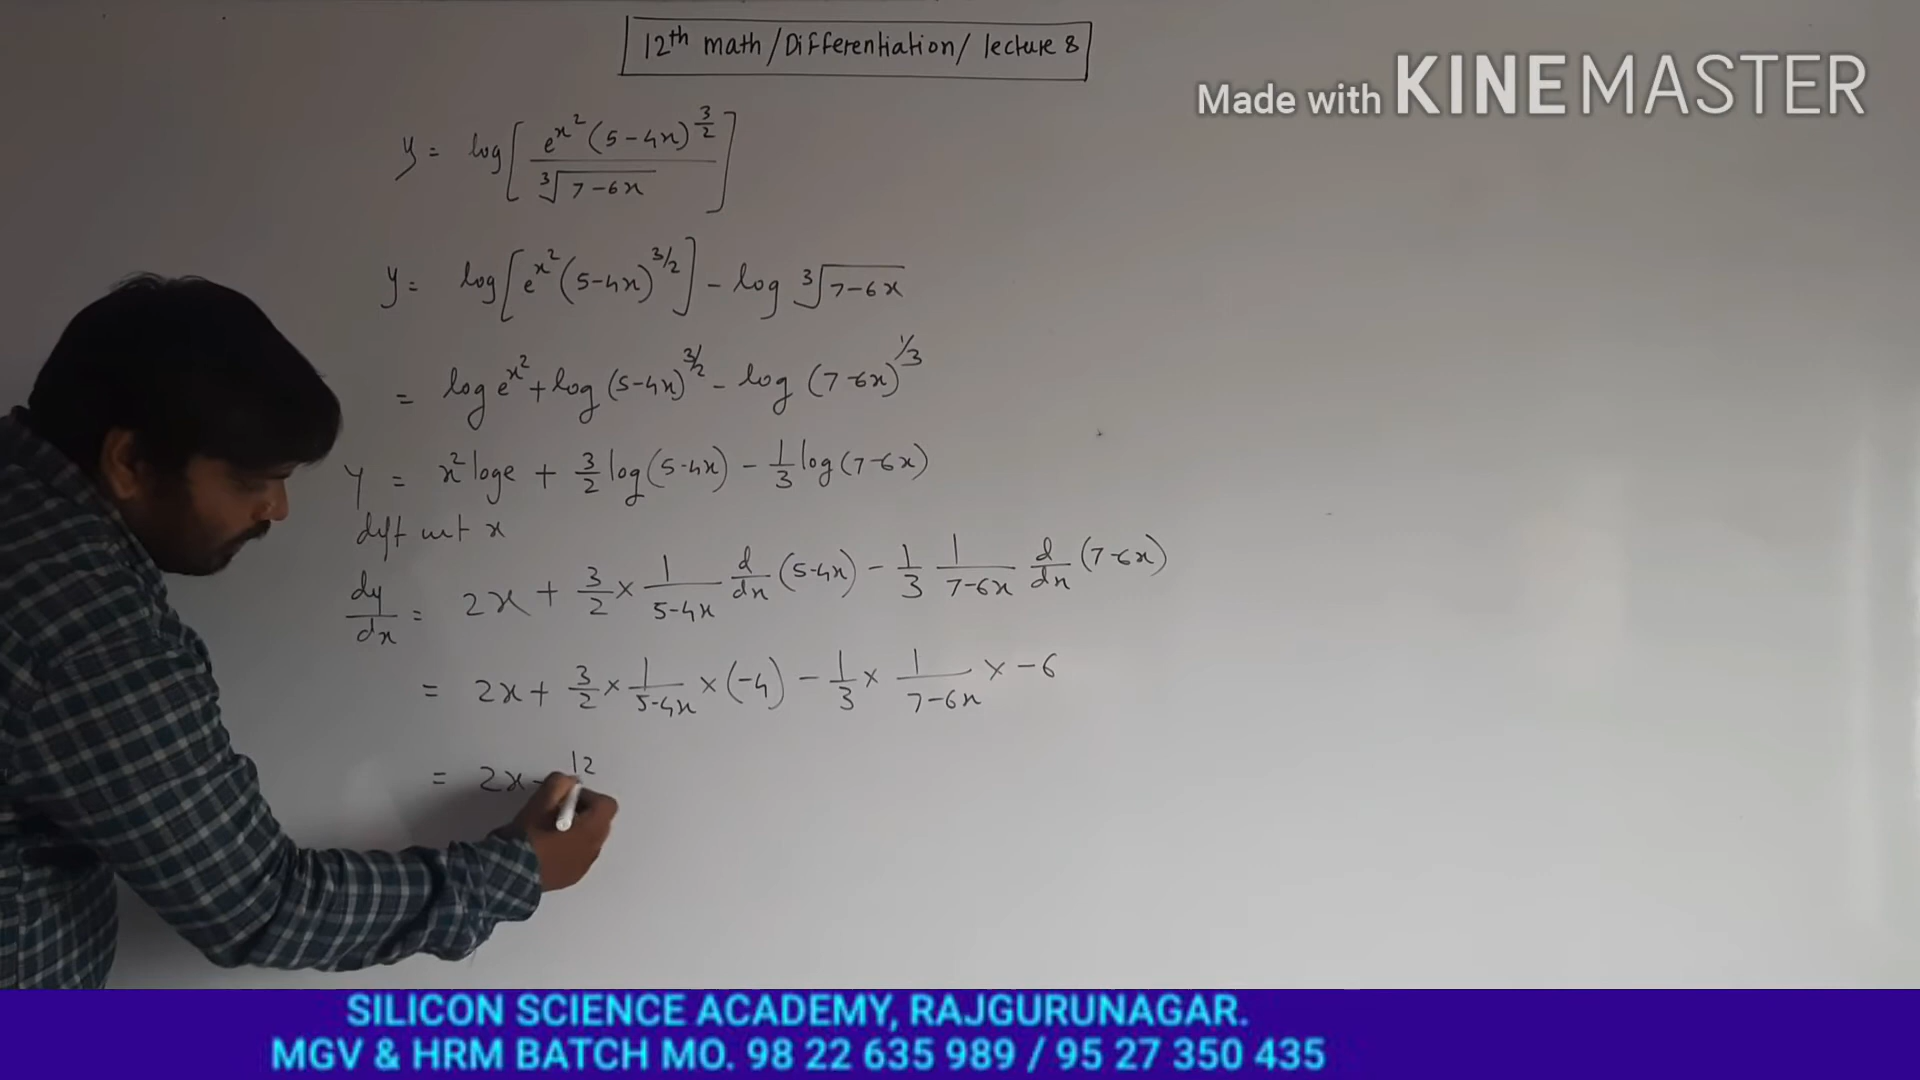 12th math/Differentiation/ lecture 8
Made with KINEMASTER
y = log[e^x^2 (5-4x)^3/2 / ∛7-6x]
y = log[e^x^2 (5-4x)^3/2] - log ∛7-6x
= log e^x^2 + log (5-4x)^3/2 - log (7-6x)^1/3
y = x^2 loge + 3/2 log(5-4x) - 1/3 log(7-6x)
diff wrt x
dy/dx = 2x + 3/2 × 1/5-4x d/dx (5-4x) - 1/3 1/7-6x d/dx (7-6x)
= 2x + 3/2 × 1/5-4x × (-4) - 1/3 × 1/7-6x × -6
= 2x - 12
SILICON SCIENCE ACADEMY, RAJGURUNAGAR.
MGV & HRM BATCH MO. 98 22 635 989 / 95 27 350 435